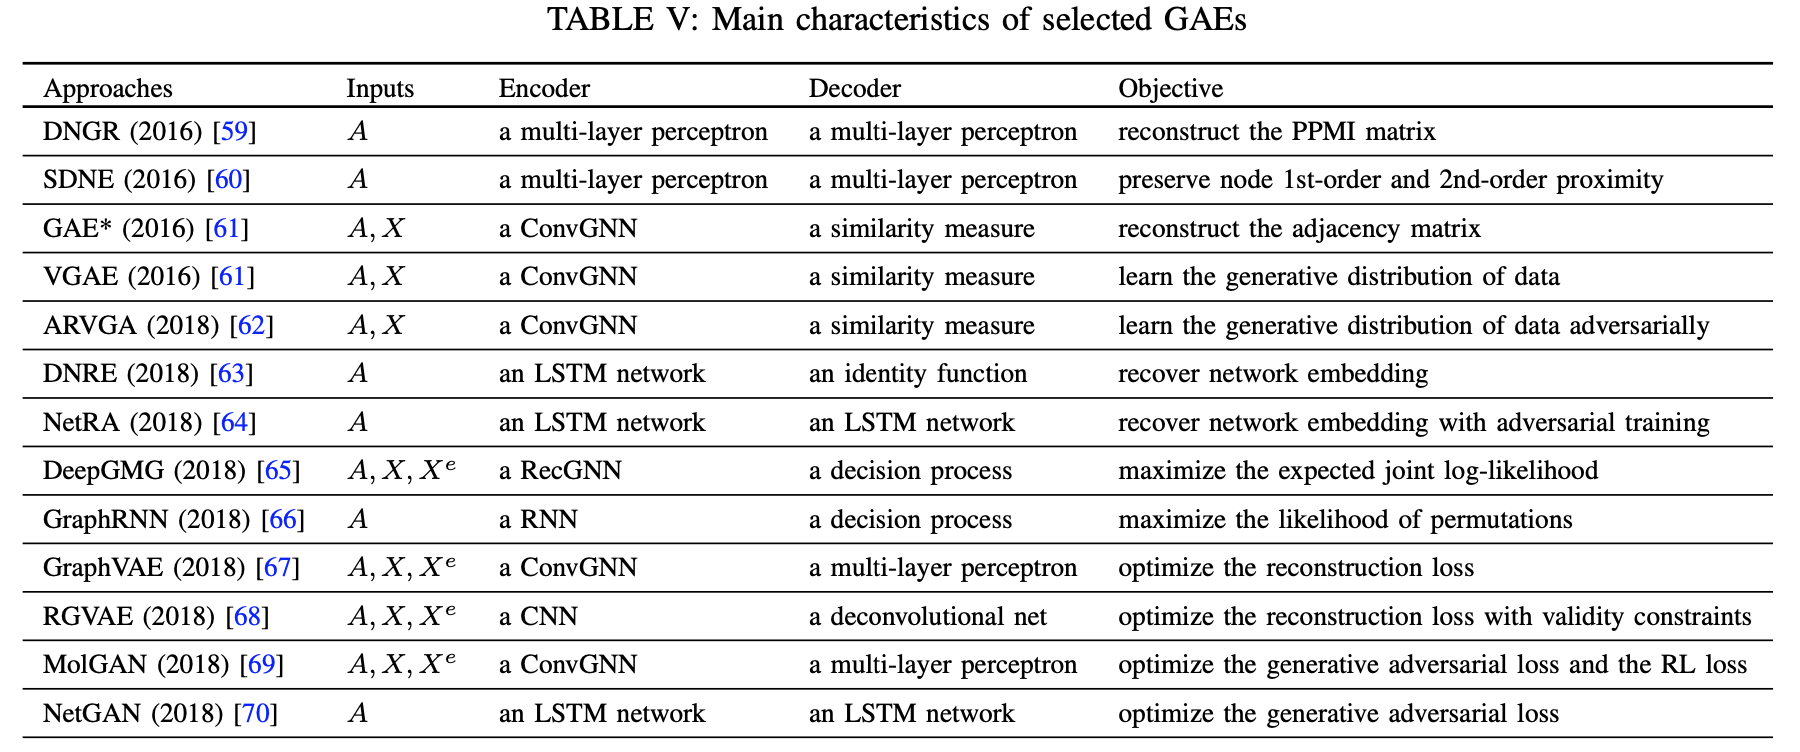 TABLE V: Main characteristics of selected GAEs
Approaches Inputs Encoder Decoder Objective
DNGR (2016) [59] A a multi-layer perceptron a multi-layer perceptron reconstruct the PPMI matrix
SDNE (2016) [60] A a multi-layer perceptron a multi-layer perceptron preserve node 1st-order and 2nd-order proximity
GAE* (2016) [61] A, X a ConvGNN a similarity measure reconstruct the adjacency matrix
VGAE (2016) [61] A, X a ConvGNN a similarity measure learn the generative distribution of data
ARVGA (2018) [62] A, X a ConvGNN a similarity measure learn the generative distribution of data adversarially
DNRE (2018) [63] A an LSTM network an identity function recover network embedding
NetRA (2018) [64] A an LSTM network an LSTM network recover network embedding with adversarial training
DeepGMG (2018) [65] A, X, Xᵉ a RecGNN a decision process maximize the expected joint log-likelihood
GraphRNN (2018) [66] A a RNN a decision process maximize the likelihood of permutations
GraphVAE (2018) [67] A, X, Xᵉ a ConvGNN a multi-layer perceptron optimize the reconstruction loss
RGVAE (2018) [68] A, X, Xᵉ a CNN a deconvolutional net optimize the reconstruction loss with validity constraints
MolGAN (2018) [69] A, X, Xᵉ a ConvGNN a multi-layer perceptron optimize the generative adversarial loss and the RL loss
NetGAN (2018) [70] A an LSTM network an LSTM network optimize the generative adversarial loss